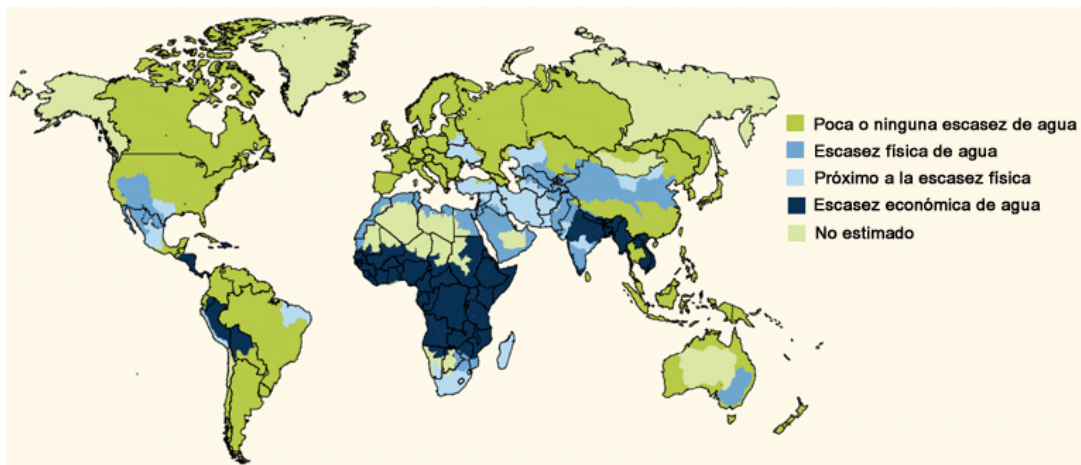 Poca o ninguna escasez de agua
Escasez física de agua
Próximo a la escasez física
Escasez económica de agua
No estimado